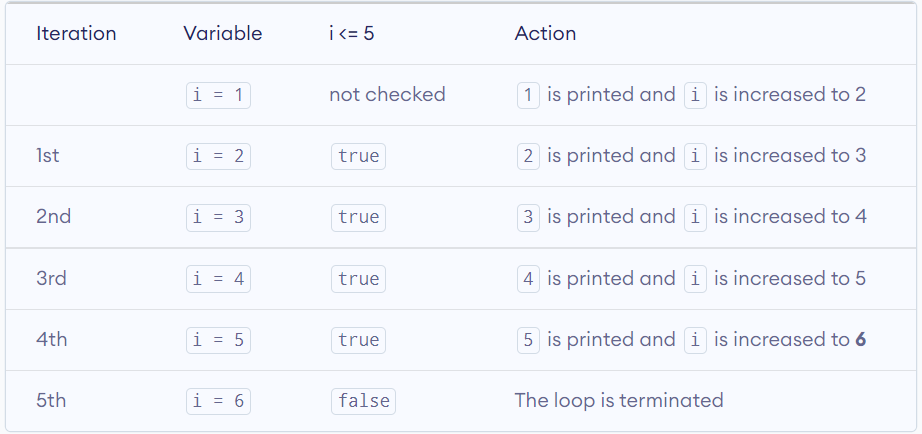 Iteration Variable i <= 5 Action
i = 1 not checked 1 is printed and i is increased to 2
1st i = 2 true 2 is printed and i is increased to 3
2nd i = 3 true 3 is printed and i is increased to 4
3rd i = 4 true 4 is printed and i is increased to 5
4th i = 5 true 5 is printed and i is increased to 6
5th i = 6 false The loop is terminated